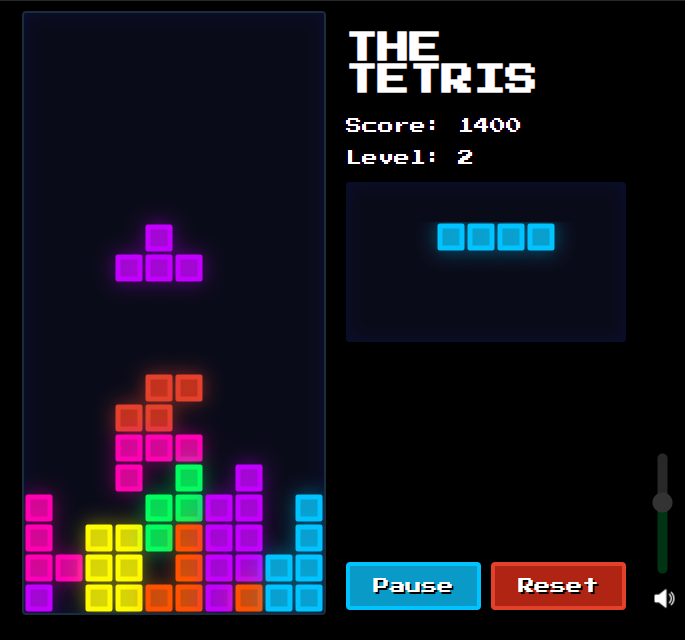 THE
TETRIS
Score: 1400
Level: 2
Pause
Reset